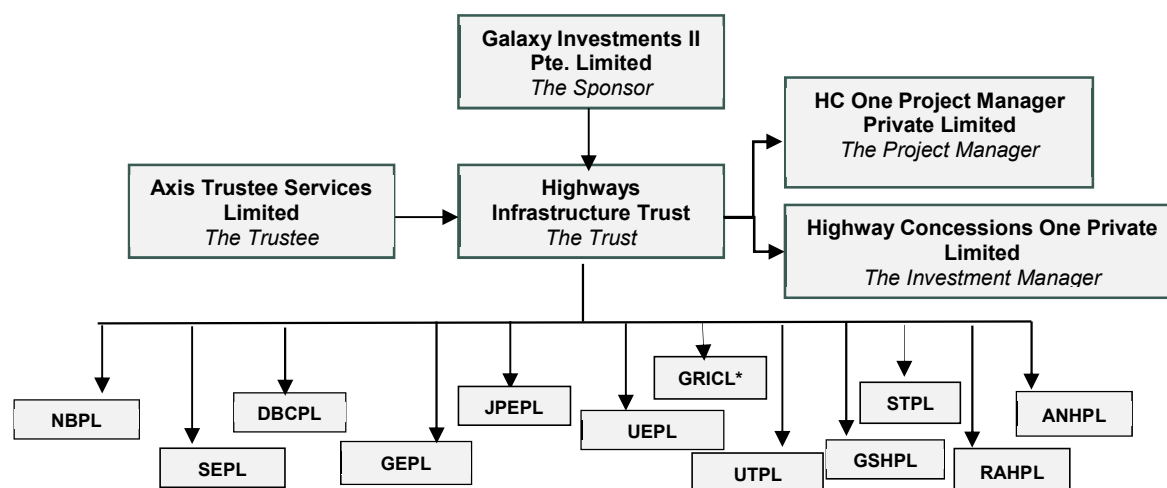 Galaxy Investments II
Pte. Limited
The Sponsor
HC One Project Manager
Private Limited
The Project Manager
Axis Trustee Services
Limited
The Trustee
Highways
Infrastructure Trust
The Trust
Highway Concessions One Private
Limited
The Investment Manager
NBPL
SEPL
DBCPL
GEPL
JPEPL
UEPL
GRICL*
UTPL
GSHPL
STPL
RAHPL
ANHPL